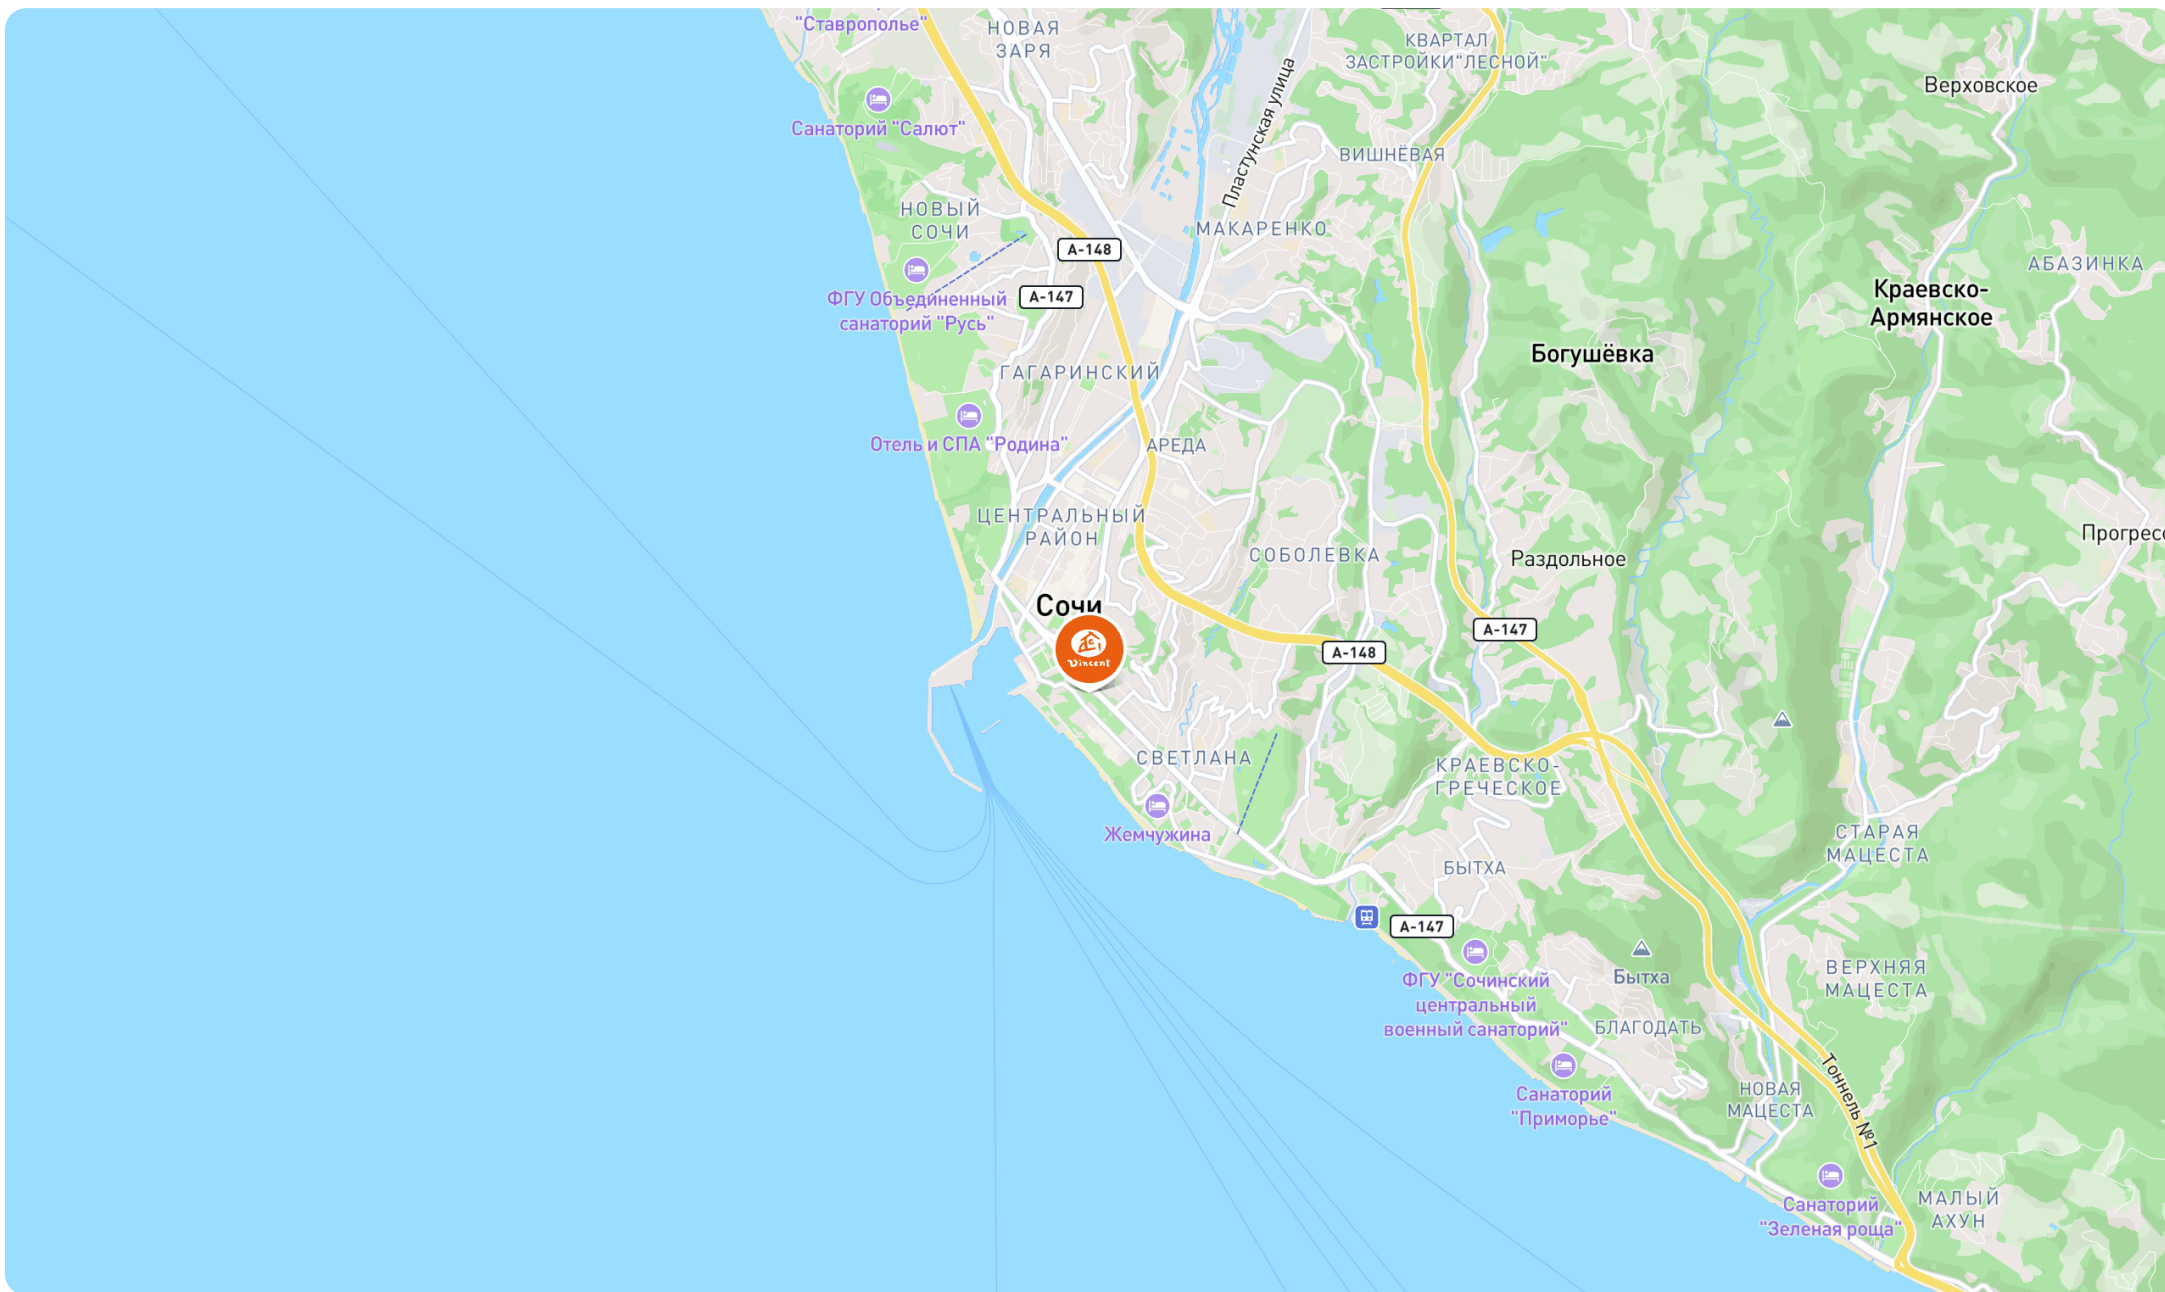 "Ставрополье"
НОВАЯ
ЗАРЯ
КВАРТАЛ
ЗАСТРОЙКИ"ЛЕСНОЙ"
Верховское
Санаторий "Салют"
Пластунская улица
ВИШНЁВАЯ
НОВЫЙ
СОЧИ
МАКАРЕНКО
А-148
АБАЗИНКА
ФГУ Объединенный
санаторий "Русь"
А-147
Краевско-
Армянское
Богушёвка
ГАГАРИНСКИЙ
Отель и СПА "Родина"
АРЕДА
ЦЕНТРАЛЬНЫЙ
РАЙОН
Прогресс
СОБОЛЕВКА
Раздольное
Сочи
Vincent
А-148
А-147
СВЕТЛАНА
КРАЕВСКО-
ГРЕЧЕСКОЕ
Жемчужина
СТАРАЯ
МАЦЕСТА
БЫТХА
А-147
ФГУ "Сочинский
центральный
военный санаторий"
Бытха
ВЕРХНЯЯ
МАЦЕСТА
БЛАГОДАТЬ
Санаторий
"Приморье"
НОВАЯ
МАЦЕСТА
Тоннель №1
Санаторий
"Зеленая роща"
МАЛЫЙ
АХУН